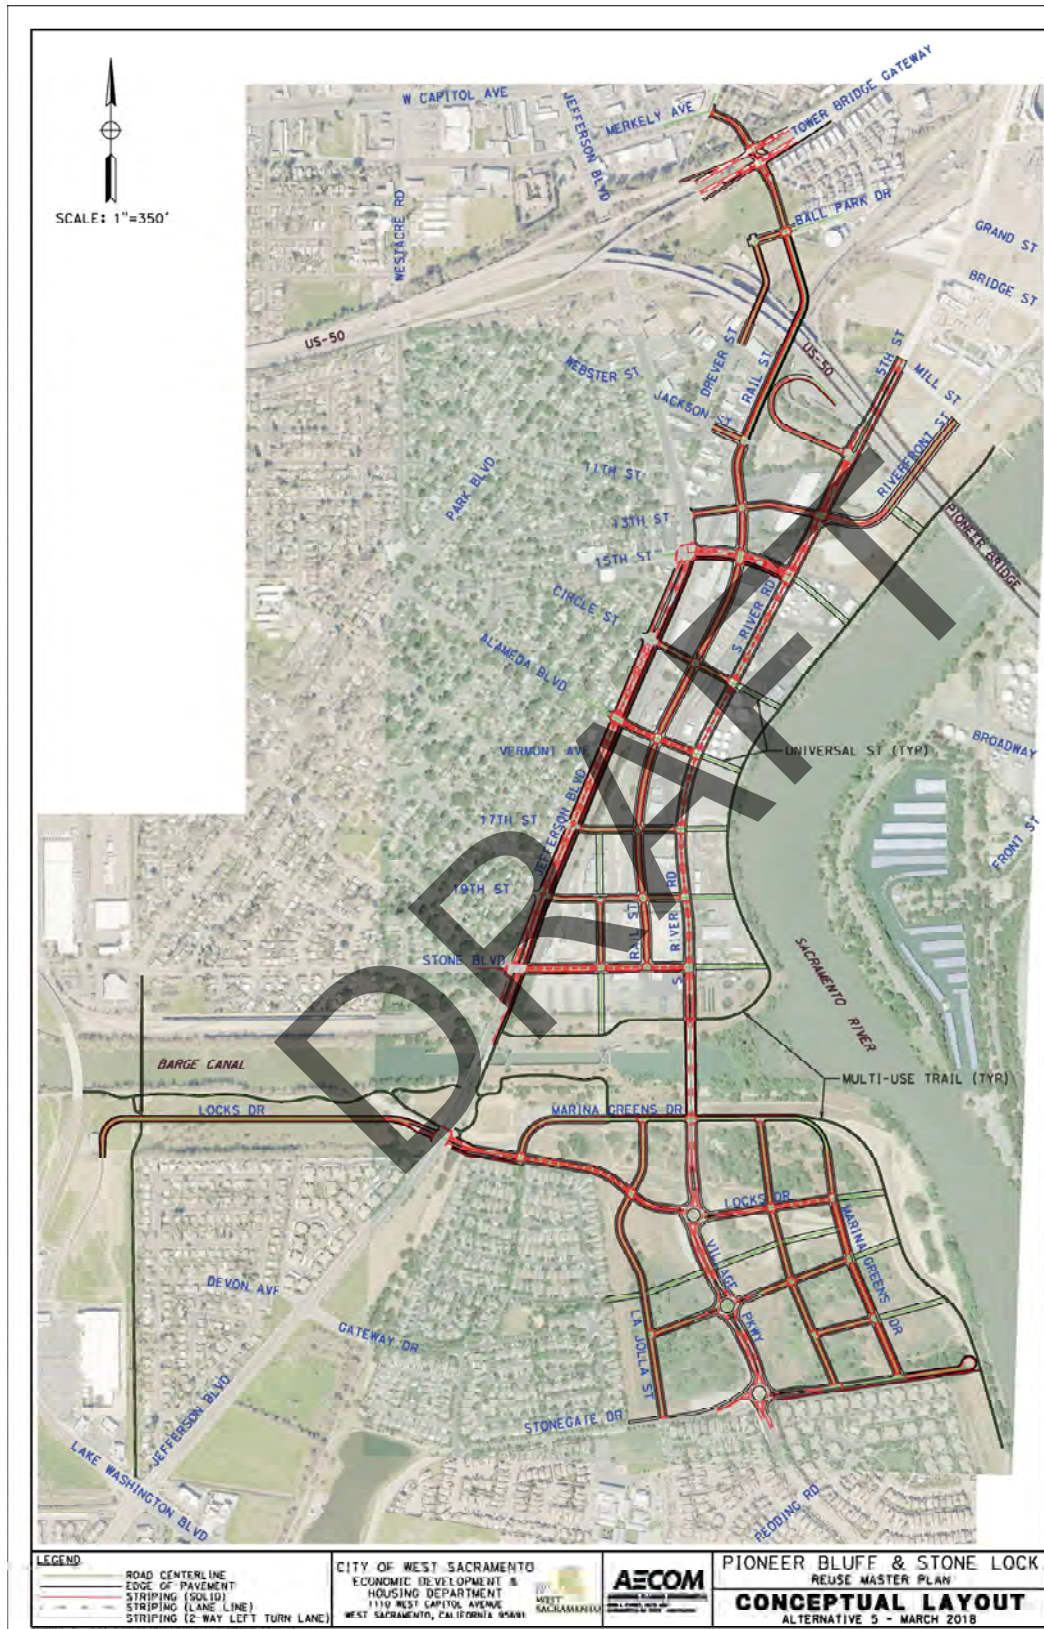 W CAPITOL AVE
JEFFERSON BLVD
MERKELY AVE
TOWER BRIDGE GATEWAY
SCALE: 1"=350'
WESTACRE RD
BALL PARK DR
GRAND ST
BRIDGE ST
US-50
WEBSTER ST
DREVER ST
RAIL ST
US-50
5TH ST
MILL ST
JACKSON ST
RIVERFRONT ST
PARK BLVD
11TH ST
13TH ST
15TH ST
PIONEER BRIDGE
CIRCLE ST
S RIVER RD
ALAMEDA BLVD
VERMONT AVE
UNIVERSAL ST (TYP)
BROADWAY
JEFFERSON BLVD
17TH ST
FRONT ST
19TH ST
RAIL ST
S RIVER RD
STONE BLVD
SACRAMENTO RIVER
BARGE CANAL
MULTI-USE TRAIL (TYP)
LOCKS DR
MARINA GREENS DR
LOCKS DR
MARINA GREENS DR
VILLAGE PKWY
DEVON AVE
GATEWAY DR
LA JOLLA ST
JEFFERSON BLVD
STONEGATE DR
LAKE WASHINGTON BLVD
REDDING RD
DRAFT
LEGEND
ROAD CENTERLINE
EDGE OF PAVEMENT
STRIPING (SOLID)
STRIPING (LANE LINE)
STRIPING (2-WAY LEFT TURN LANE)
CITY OF WEST SACRAMENTO
ECONOMIC DEVELOPMENT &
HOUSING DEPARTMENT
1110 WEST CAPITOL AVENUE
WEST SACRAMENTO, CALIFORNIA 95691
WEST
SACRAMENTO
AECOM
PIONEER BLUFF & STONE LOCK
REUSE MASTER PLAN
CONCEPTUAL LAYOUT
ALTERNATIVE 5 - MARCH 2018